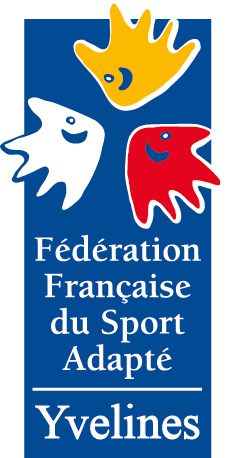 Fédération
Française
du Sport
Adapté
Yvelines